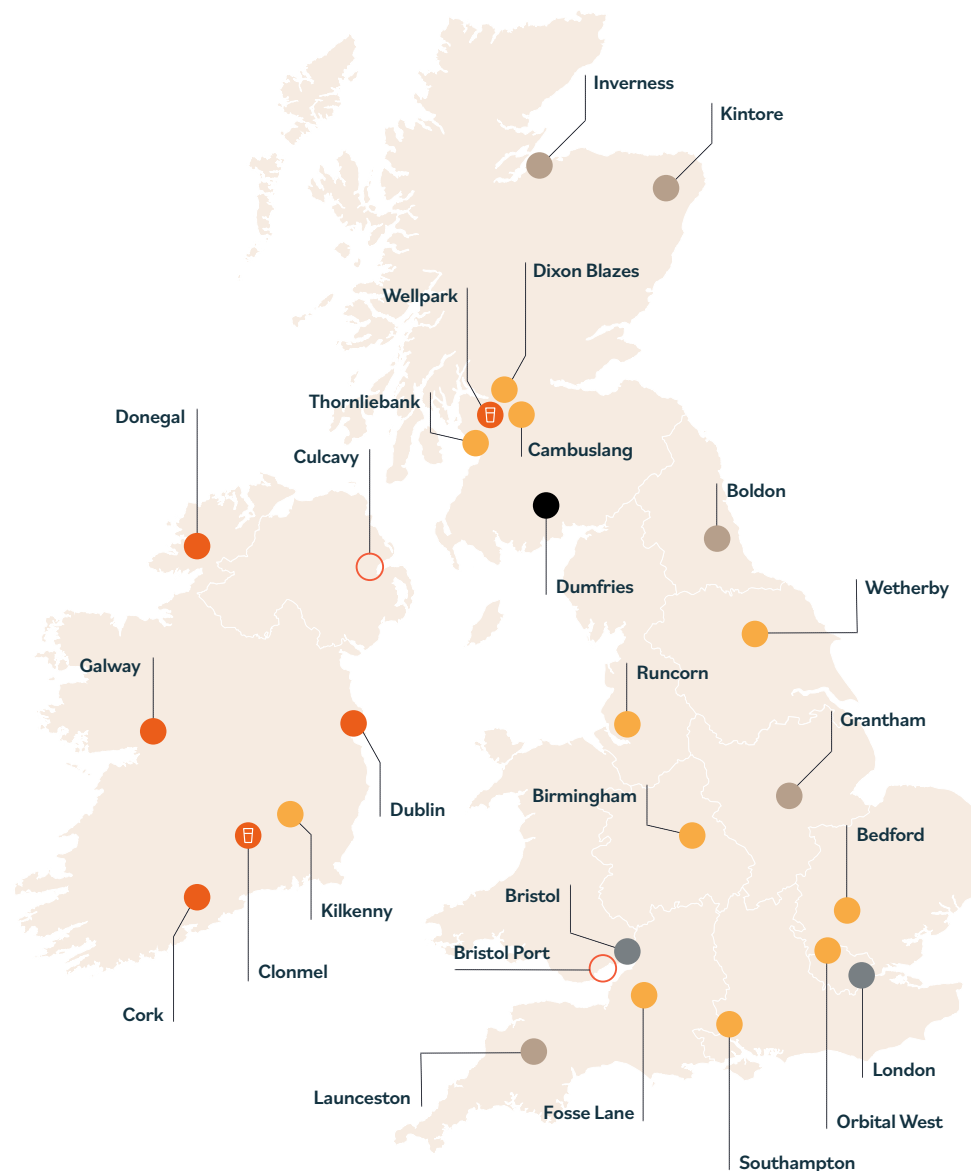 Inverness
Kintore
Dixon Blazes
Wellpark
Thornliebank
Donegal
Cambuslang
Culcavy
Boldon
Dumfries
Wetherby
Galway
Runcorn
Grantham
Birmingham
Dublin
Bedford
Bristol
Kilkenny
Bristol Port
Clonmel
Cork
London
Launceston
Fosse Lane
Orbital West
Southampton